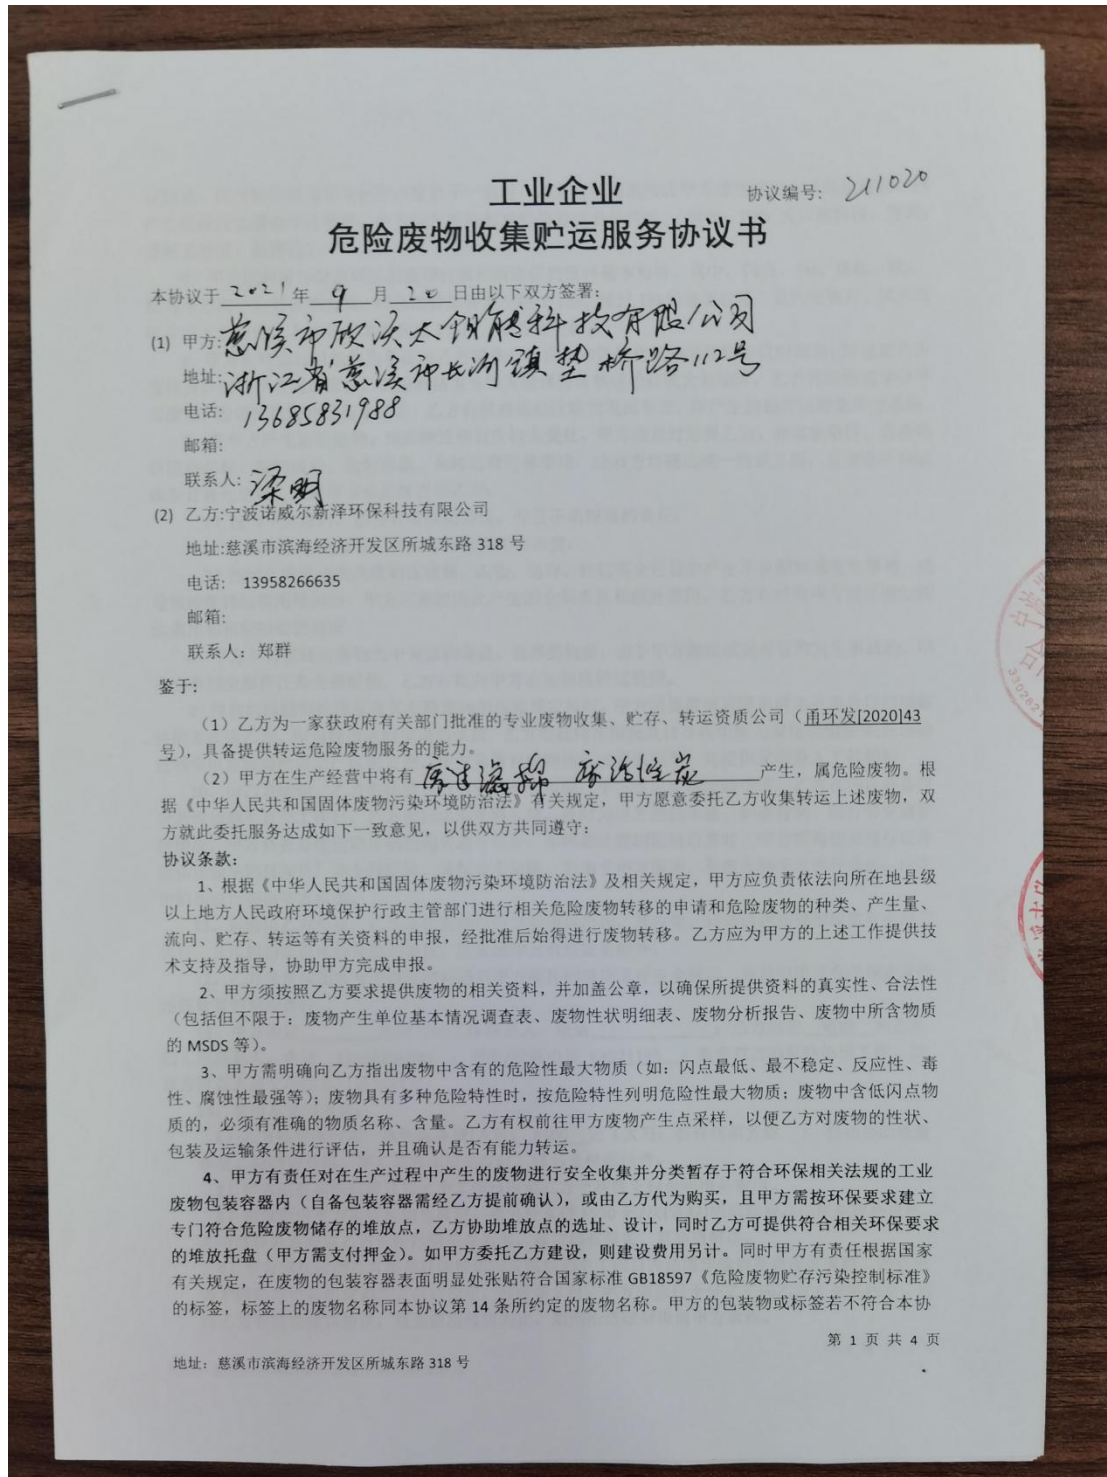 工业企业
协议编号: 211020
危险废物收集贮运服务协议书
本协议于 2021 年 9 月 20 日由以下双方签署:
(1) 甲方:慈溪市欣沃太阳能科技有限公司
地址:浙江省慈溪市长河镇垫桥路112号
电话: 13685831988
邮箱:
联系人: 梁明
(2) 乙方:宁波诺威尔新泽环保科技有限公司
地址:慈溪市滨海经济开发区所城东路 318 号
电话: 13958266635
邮箱:
联系人: 郑群
鉴于:
(1) 乙方为一家获政府有关部门批准的专业废物收集、贮存、转运资质公司（甬环发[2020]43
号），具备提供转运危险废物服务的能力。
(2) 甲方在生产经营中将有 海棉 活性炭 产生，属危险废物。根
据《中华人民共和国固体废物污染环境防治法》有关规定，甲方愿意委托乙方收集转运上述废物，双
方就此委托服务达成如下一致意见，以供双方共同遵守:
协议条款:
1、根据《中华人民共和国固体废物污染环境防治法》及相关规定，甲方应负责依法向所在地县级
以上地方人民政府环境保护行政主管部门进行相关危险废物转移的申请和危险废物的种类、产生量、
流向、贮存、转运等有关资料的申报，经批准后始得进行废物转移。乙方应为甲方的上述工作提供技
术支持及指导，协助甲方完成申报。
2、甲方须按照乙方要求提供废物的相关资料，并加盖公章，以确保所提供资料的真实性、合法性
（包括但不限于: 废物产生单位基本情况调查表、废物性状明细表、废物分析报告、废物中所含物质
的 MSDS 等）。
3、甲方需明确向乙方指出废物中含有的危险性最大物质（如: 闪点最低、最不稳定、反应性、毒
性、腐蚀性最强等）; 废物具有多种危险特性时，按危险特性列明危险性最大物质; 废物中含低闪点物
质的，必须有准确的物质名称、含量。乙方有权前往甲方废物产生点采样，以便乙方对废物的性状、
包装及运输条件进行评估，并且确认是否有能力转运。
4、甲方有责任对在生产过程中产生的废物进行安全收集并分类暂存于符合环保相关法规的工业
废物包装容器内（自备包装容器需经乙方提前确认），或由乙方代为购买，且甲方需按环保要求建立
专门符合危险废物储存的堆放点，乙方协助堆放点的选址、设计，同时乙方可提供符合相关环保要求
的堆放托盘（甲方需支付押金）。如甲方委托乙方建设，则建设费用另计。同时甲方有责任根据国家
有关规定，在废物的包装容器表面明显处张贴符合国家标准 GB18597《危险废物贮存污染控制标准》
的标签，标签上的废物名称同本协议第 14 条所约定的废物名称。甲方的包装物或标签若不符合本协
第 1 页 共 4 页
地址: 慈溪市滨海经济开发区所城东路 318 号